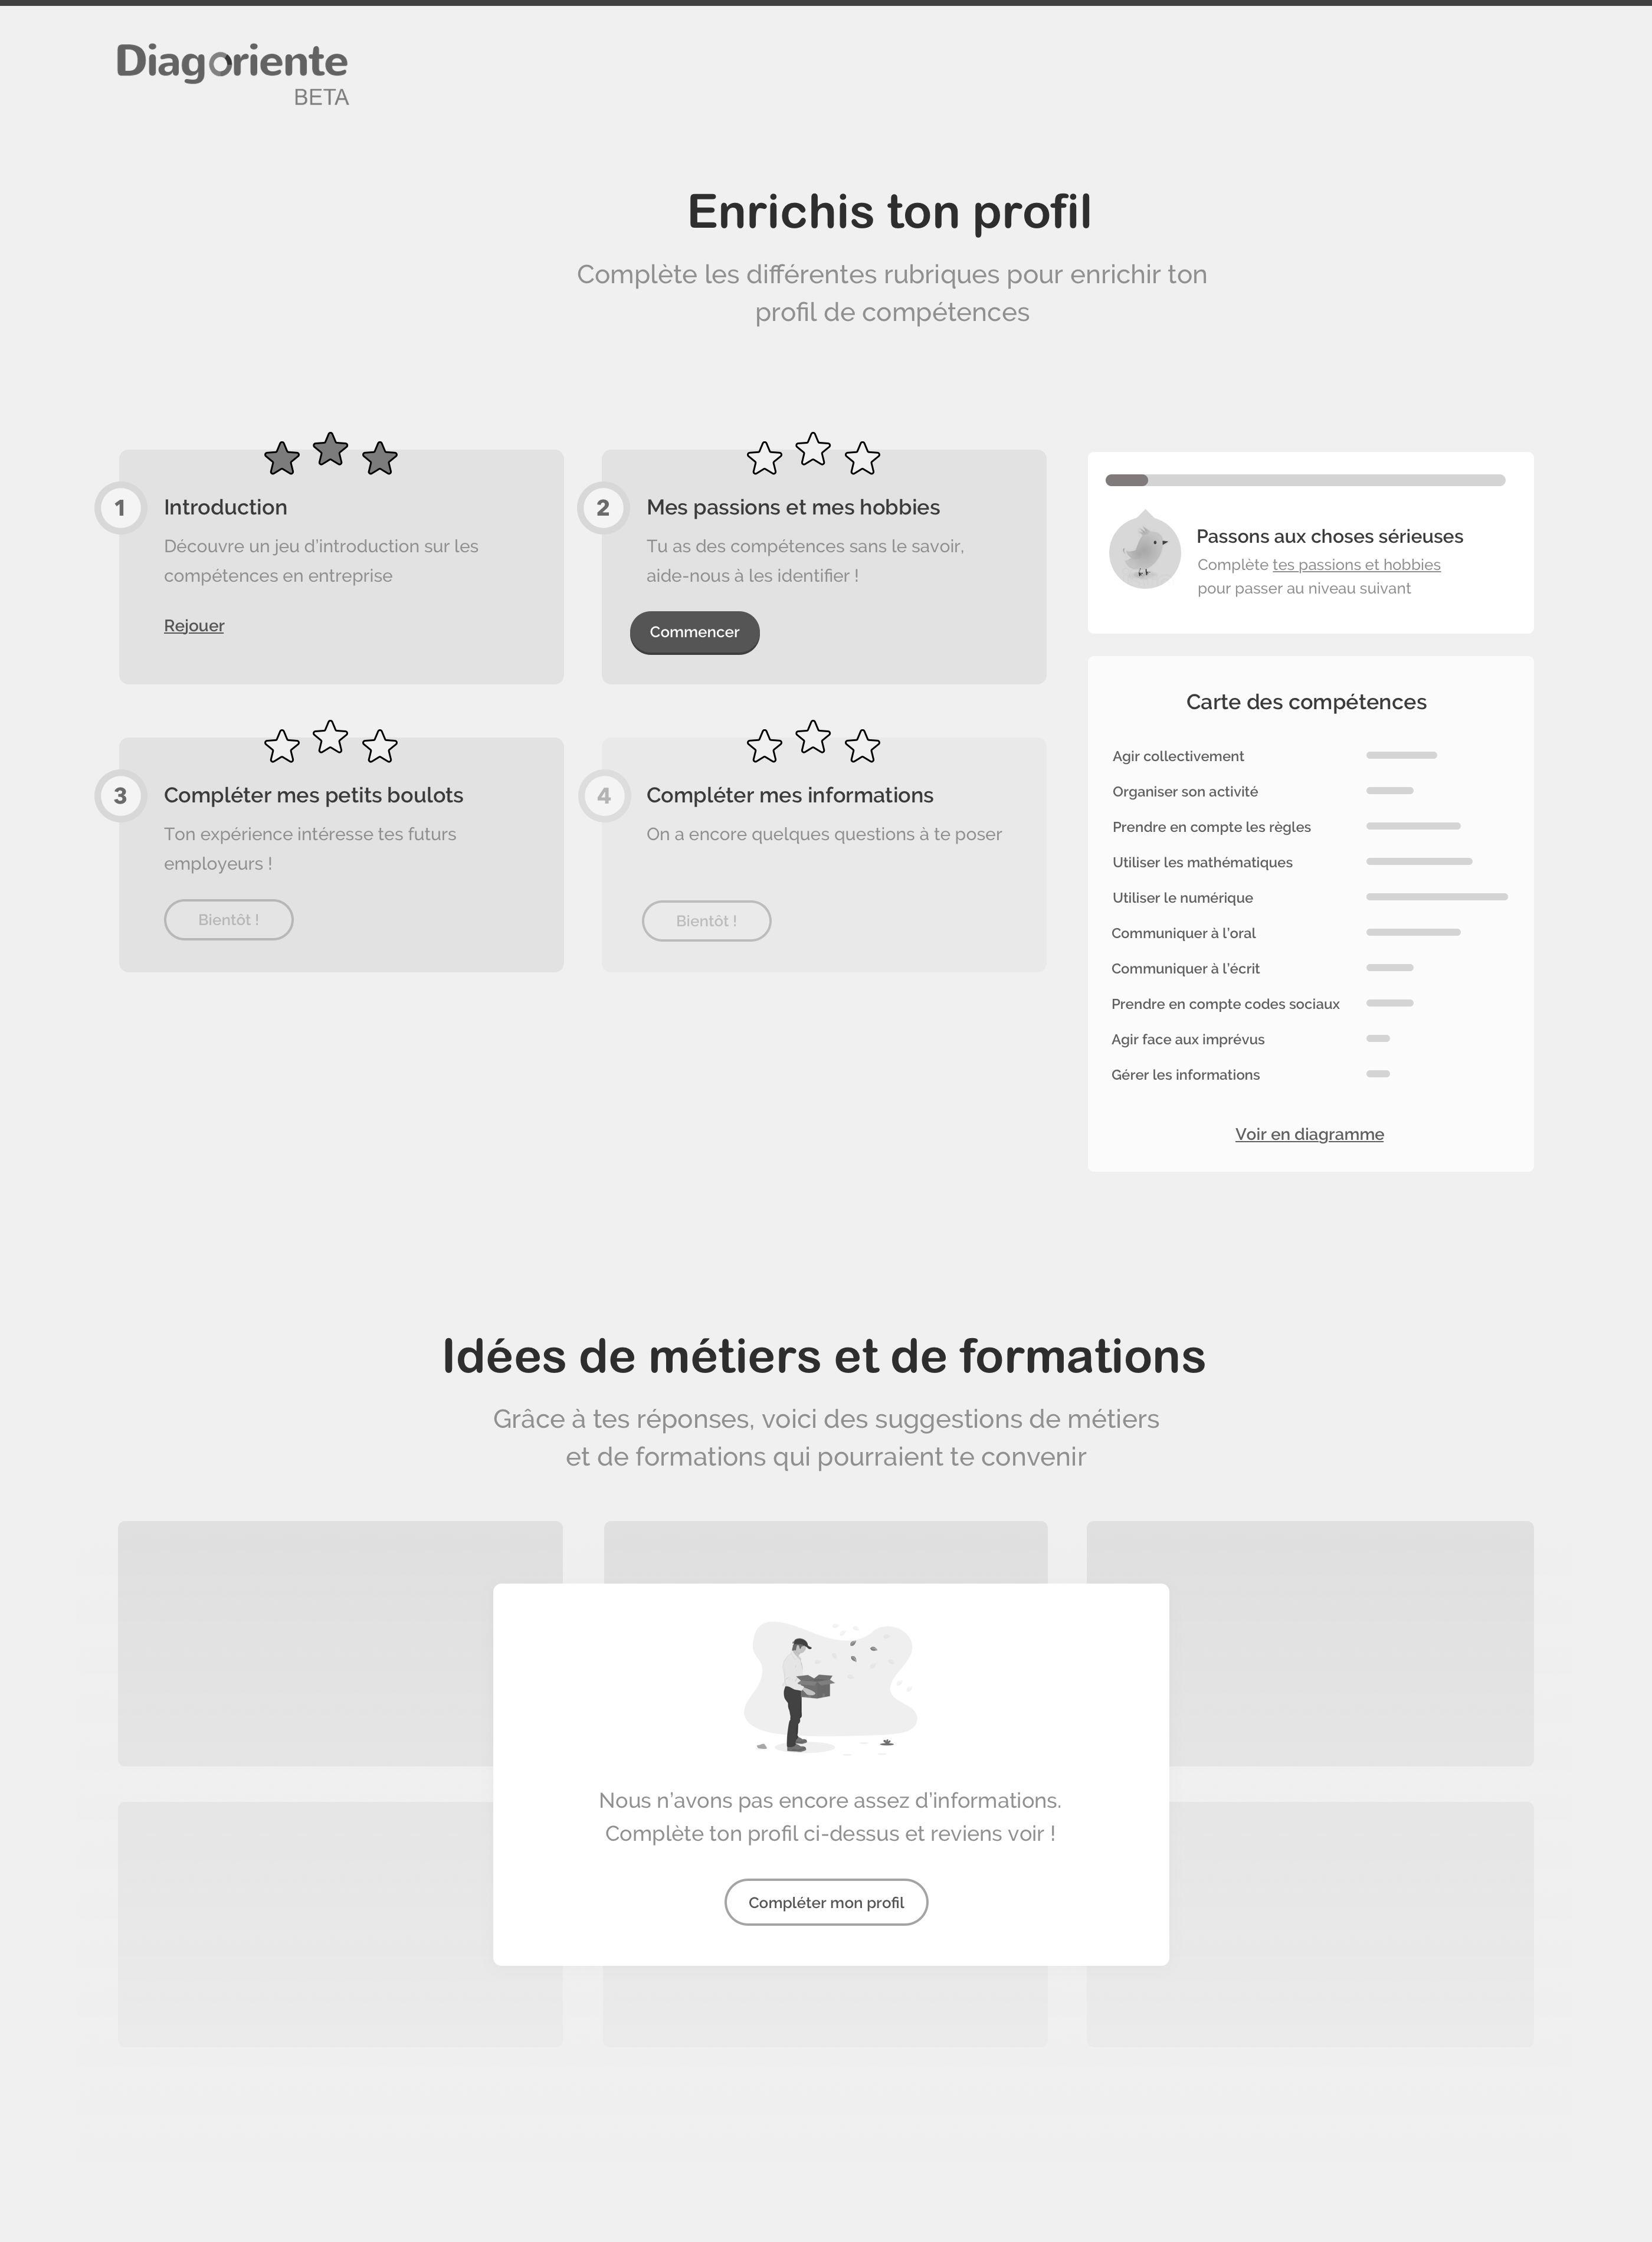 Diagoriente
BETA
Enrichis ton profil
Complète les différentes rubriques pour enrichir ton
profil de compétences
1
Introduction
Découvre un jeu d'introduction sur les
compétences en entreprise
Rejouer
2
Mes passions et mes hobbies
Tu as des compétences sans le savoir,
aide-nous à les identifier !
Commencer
3
Compléter mes petits boulots
Ton expérience intéresse tes futurs
employeurs !
Bientôt !
4
Compléter mes informations
On a encore quelques questions à te poser
Bientôt !
Passons aux choses sérieuses
Complète tes passions et hobbies
pour passer au niveau suivant
Carte des compétences
Agir collectivement
Organiser son activité
Prendre en compte les règles
Utiliser les mathématiques
Utiliser le numérique
Communiquer à l'oral
Communiquer à l'écrit
Prendre en compte codes sociaux
Agir face aux imprévus
Gérer les informations
Voir en diagramme
Idées de métiers et de formations
Grâce à tes réponses, voici des suggestions de métiers
et de formations qui pourraient te convenir
Nous n'avons pas encore assez d'informations.
Complète ton profil ci-dessus et reviens voir !
Compléter mon profil